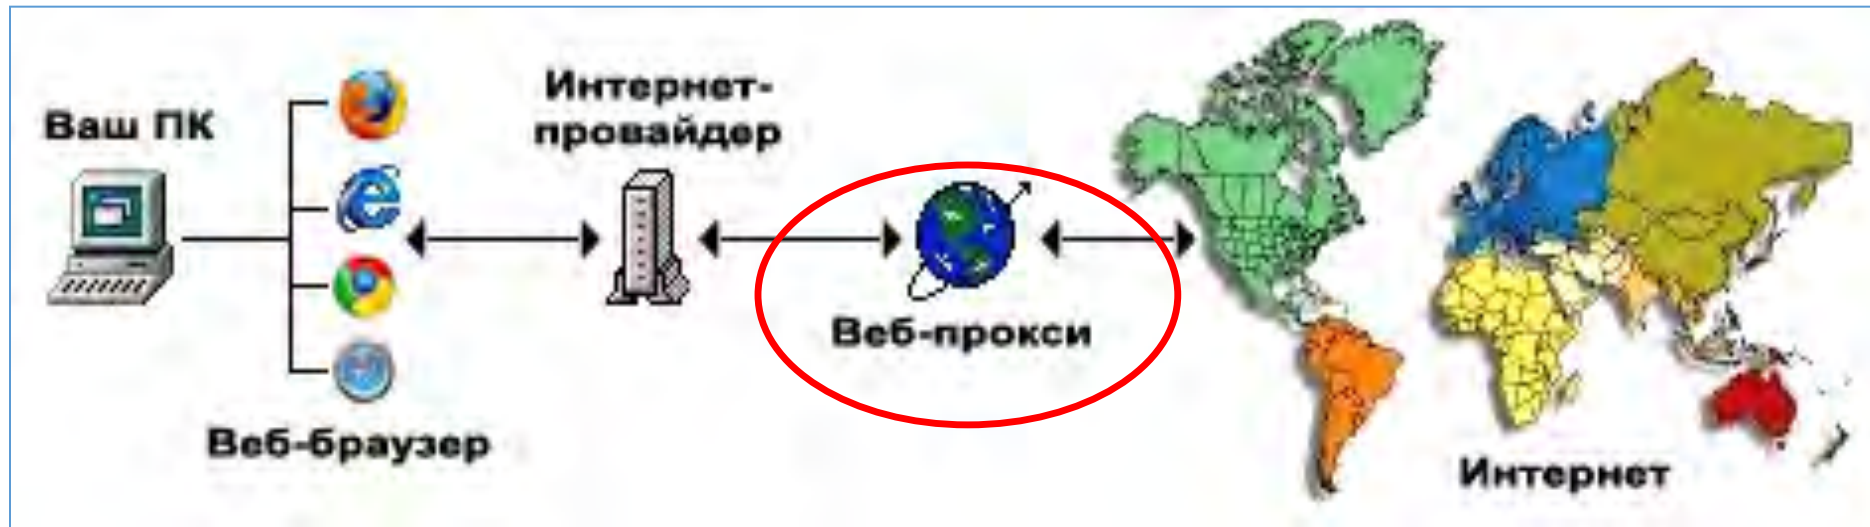 Ваш ПК
Интернет-
провайдер
Веб-прокси
Веб-браузер
Интернет